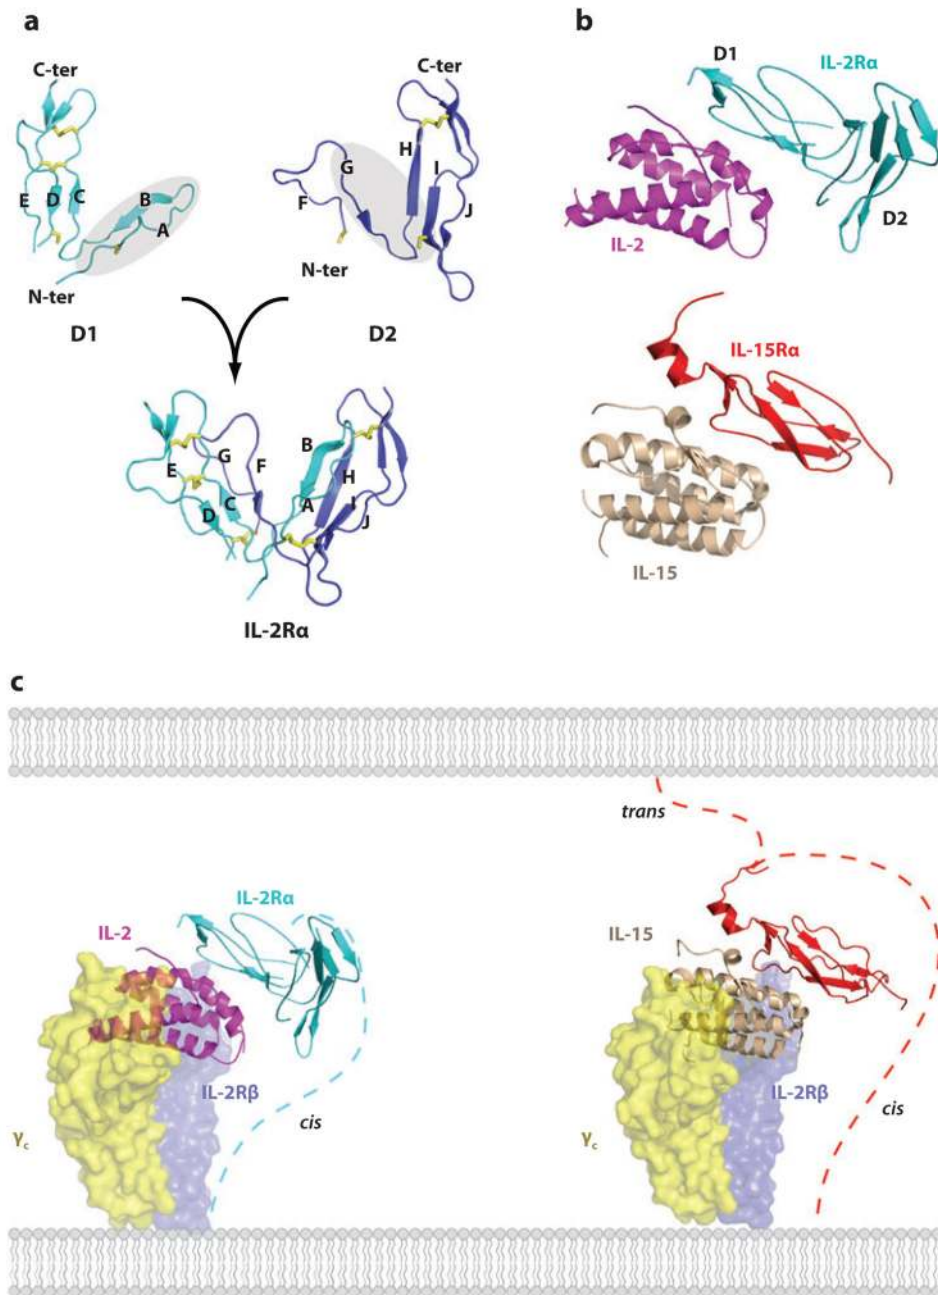 a
C-ter
E
D
C
B
A
N-ter
D1
C-ter
H
G
I
F
J
N-ter
D2
B
E
G
F
H
C
A
I
D
J
IL-2Rα
b
D1
IL-2Rα
IL-2
D2
IL-15Rα
IL-15
c
trans
IL-2Rα
IL-2
IL-2Rβ
cis
γc
IL-15
IL-2Rβ
cis
γc